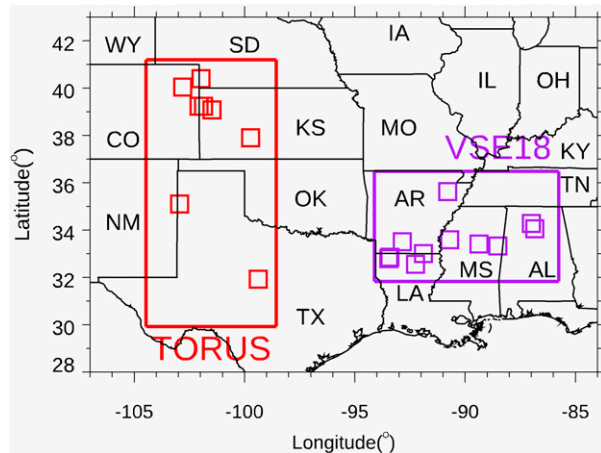 42
40
38
36
34
32
30
28
Latitude(°)
WY
SD
IA
IL
OH
CO
KS
MO
VSE18
KY
TN
NM
OK
AR
MS
AL
LA
TX
TORUS
-105
-100
-95
-90
-85
Longitude(°)